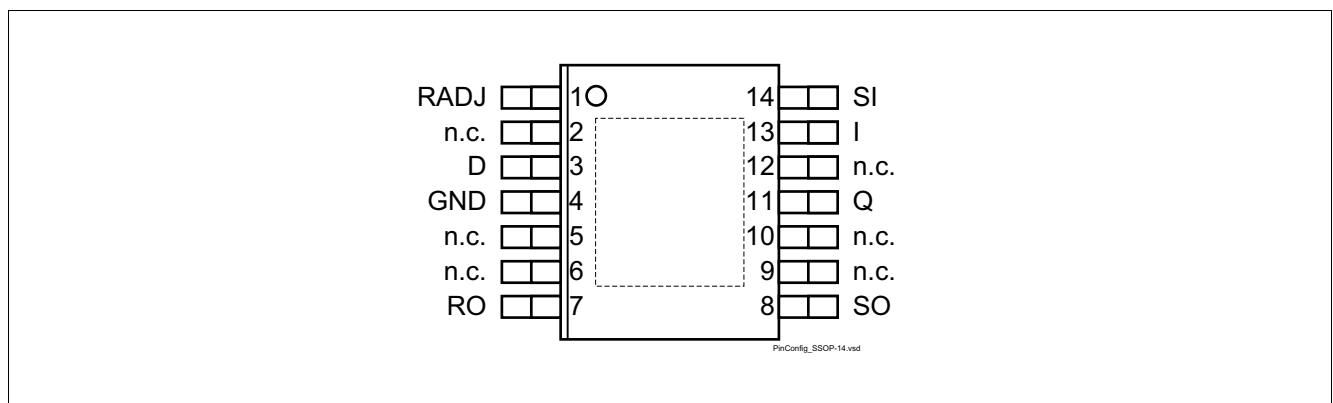 RADJ 1 14 SI
n.c. 2 13 I
D 3 12 n.c.
GND 4 11 Q
n.c. 5 10 n.c.
n.c. 6 9 n.c.
RO 7 8 SO
PinConfig_SSOP-14.vsd